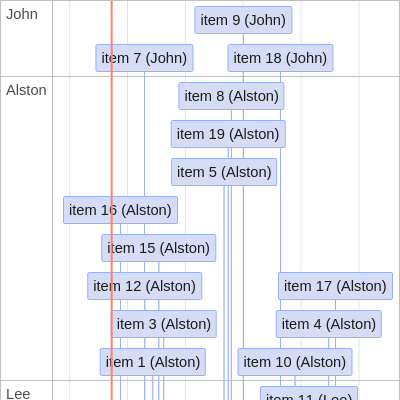 John
item 9 (John)
item 7 (John)
item 18 (John)
Alston
item 8 (Alston)
item 19 (Alston)
item 5 (Alston)
item 16 (Alston)
item 15 (Alston)
item 12 (Alston)
item 17 (Alston)
item 3 (Alston)
item 4 (Alston)
item 1 (Alston)
item 10 (Alston)
Lee
item 11 (Lee)